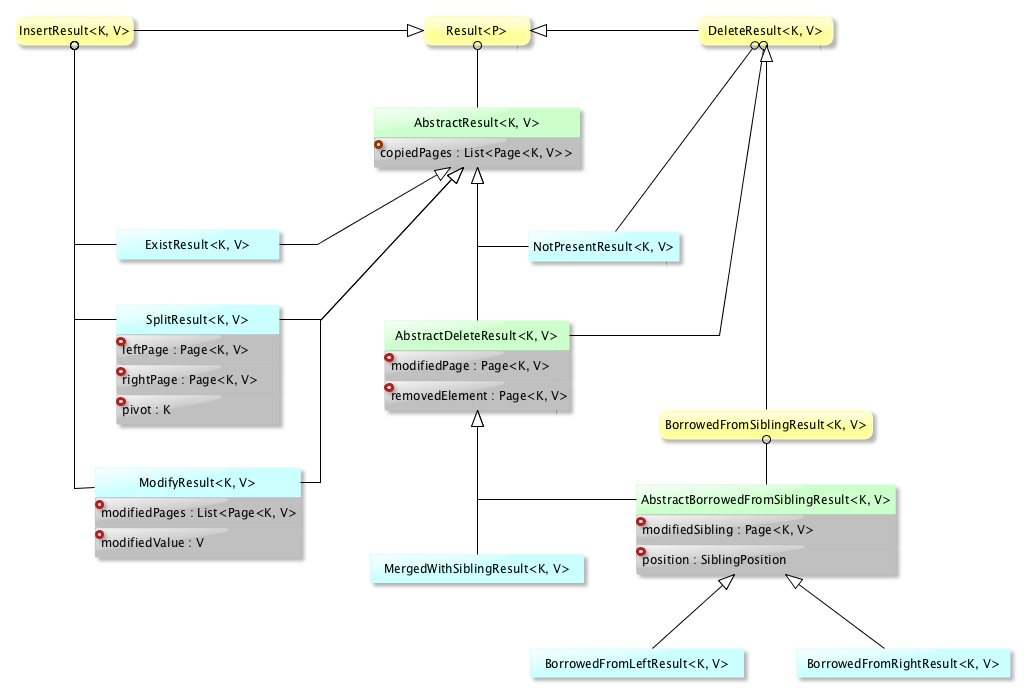 InsertResult<K, V>
Result<P>
DeleteResult<K, V>
AbstractResult<K, V>
copiedPages : List<Page<K, V>>
ExistResult<K, V>
NotPresentResult<K, V>
SplitResult<K, V>
leftPage : Page<K, V>
rightPage : Page<K, V>
pivot : K
AbstractDeleteResult<K, V>
modifiedPage : Page<K, V>
removedElement : Page<K, V>
BorrowedFromSiblingResult<K, V>
ModifyResult<K, V>
modifiedPages : List<Page<K, V>
modifiedValue : V
AbstractBorrowedFromSiblingResult<K, V>
modifiedSibling : Page<K, V>
position : SiblingPosition
MergedWithSiblingResult<K, V>
BorrowedFromLeftResult<K, V>
BorrowedFromRightResult<K, V>